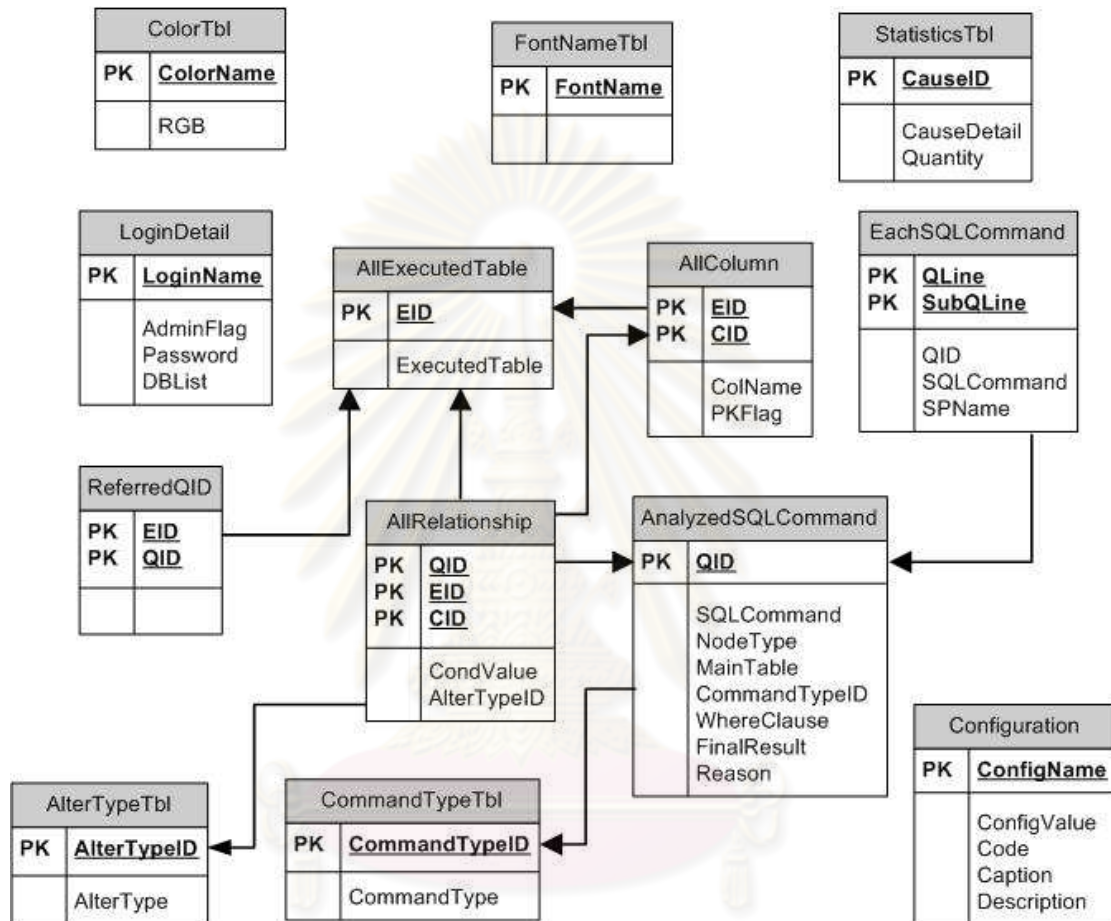 ColorTbl
PK ColorName
RGB
FontNameTbl
PK FontName
StatisticsTbl
PK CauseID
CauseDetail
Quantity
LoginDetail
PK LoginName
AdminFlag
Password
DBList
AllExecutedTable
PK EID
ExecutedTable
AllColumn
PK EID
PK CID
ColName
PKFlag
EachSQLCommand
PK QLine
PK SubQLine
QID
SQLCommand
SPName
ReferredQID
PK EID
PK QID
AllRelationship
PK QID
PK EID
PK CID
CondValue
AlterTypeID
AnalyzedSQLCommand
PK QID
SQLCommand
NodeType
MainTable
CommandTypeID
WhereClause
FinalResult
Reason
AlterTypeTbl
PK AlterTypeID
AlterType
CommandTypeTbl
PK CommandTypeID
CommandType
Configuration
PK ConfigName
ConfigValue
Code
Caption
Description